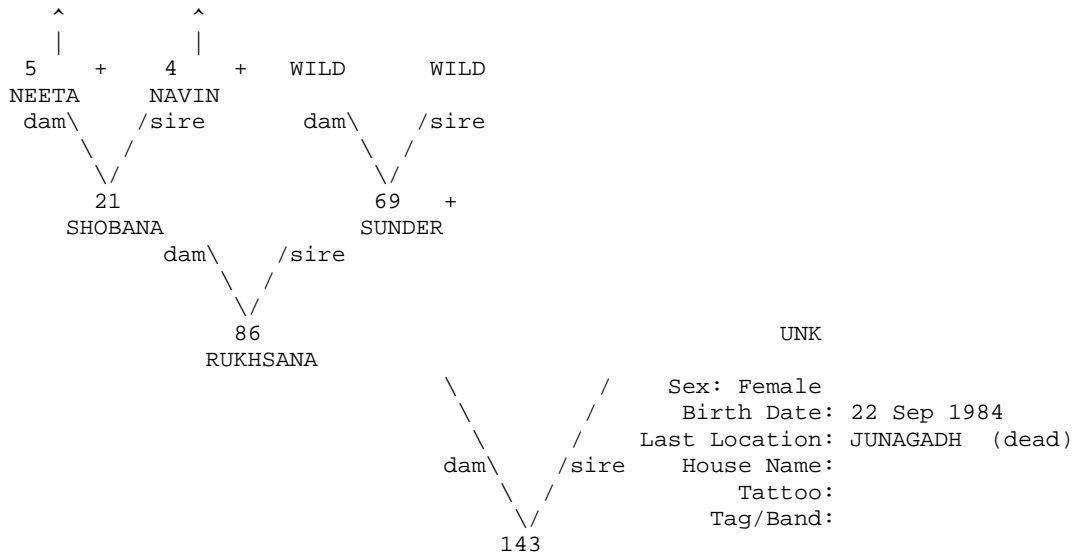 ^ ^
| |
5 + 4 + WILD WILD
NEETA NAVIN
dam\ /sire dam\ /sire
\ / \ /
\/ \/
21 69 +
SHOBANA SUNDER
dam\ /sire
\ /
\/
86 UNK
RUKHSANA
\ / Sex: Female
\ / Birth Date: 22 Sep 1984
\ / Last Location: JUNAGADH (dead)
dam\ /sire House Name:
\ / Tattoo:
\/ Tag/Band:
143